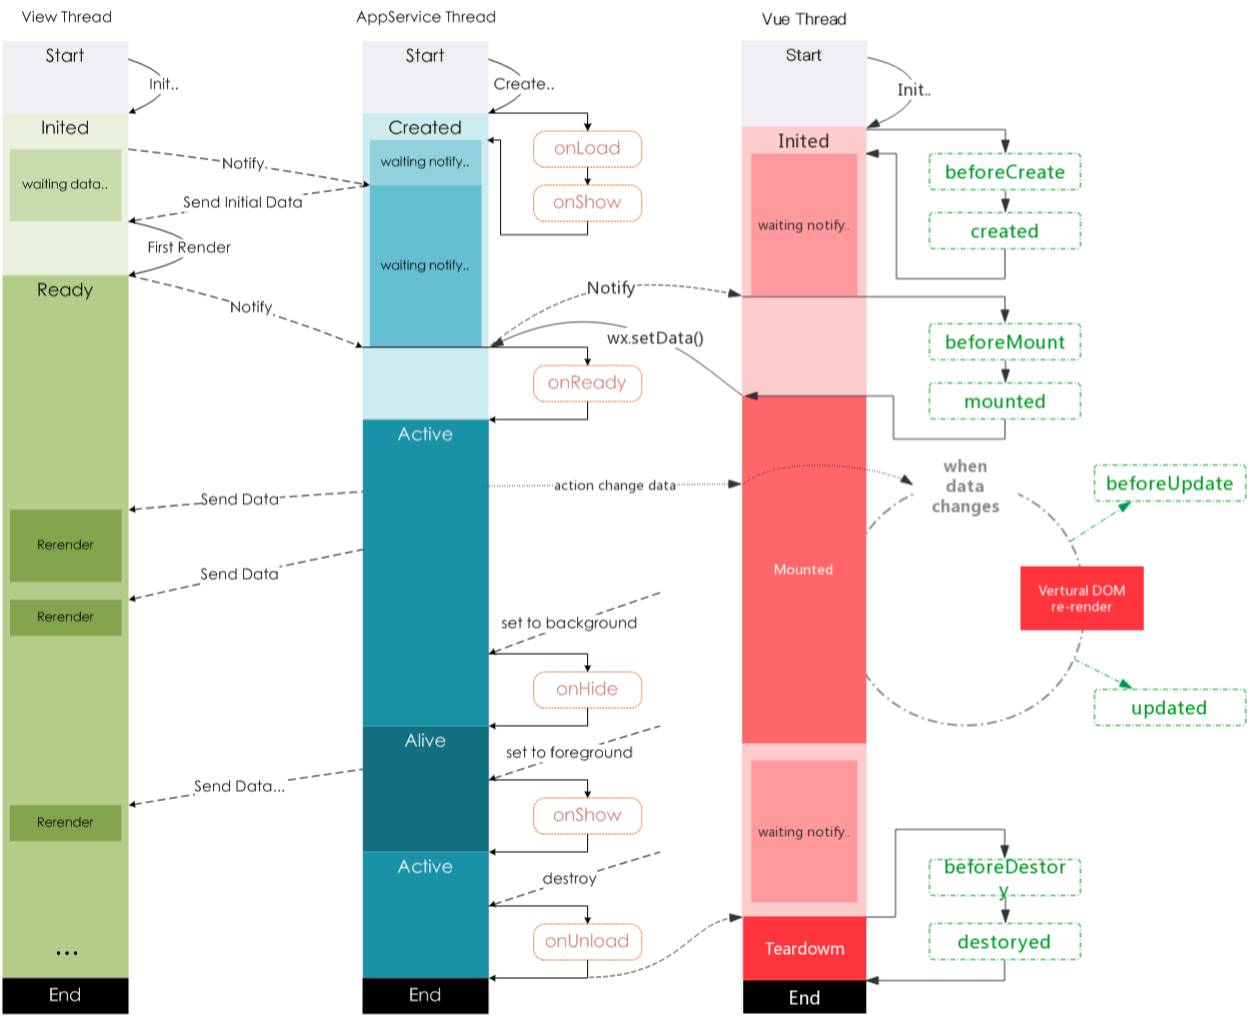 View Thread
AppService Thread
Vue Thread
Start
Init..
Inited
waiting data..
Notify.
Send Initial Data
First Render
Ready
Notify.
Send Data
Rerender
Send Data
Rerender
Send Data...
Rerender
...
End
Start
Create..
Created
waiting notify..
waiting notify..
onLoad
onShow
Notify
wx.setData()
onReady
Active
action change data
set to background
onHide
Alive
set to foreground
onShow
Active
destroy
onUnload
End
Start
Init..
Inited
waiting notify..
beforeCreate
created
beforeMount
mounted
when
data
changes
beforeUpdate
Mounted
Vertural DOM
re-render
updated
waiting notify..
beforeDestor
y
Teardowm
destoryed
End